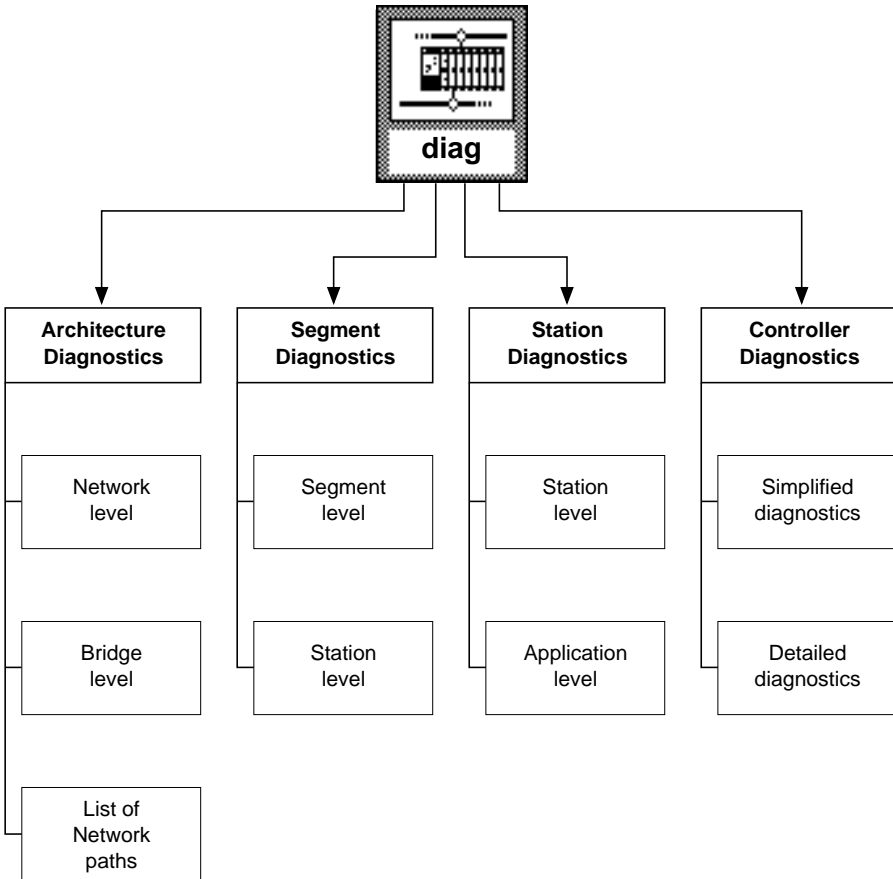 diag
Architecture
Diagnostics
Segment
Diagnostics
Station
Diagnostics
Controller
Diagnostics
Network
level
Segment
level
Station
level
Simplified
diagnostics
Bridge
level
Station
level
Application
level
Detailed
diagnostics
List of
Network
paths